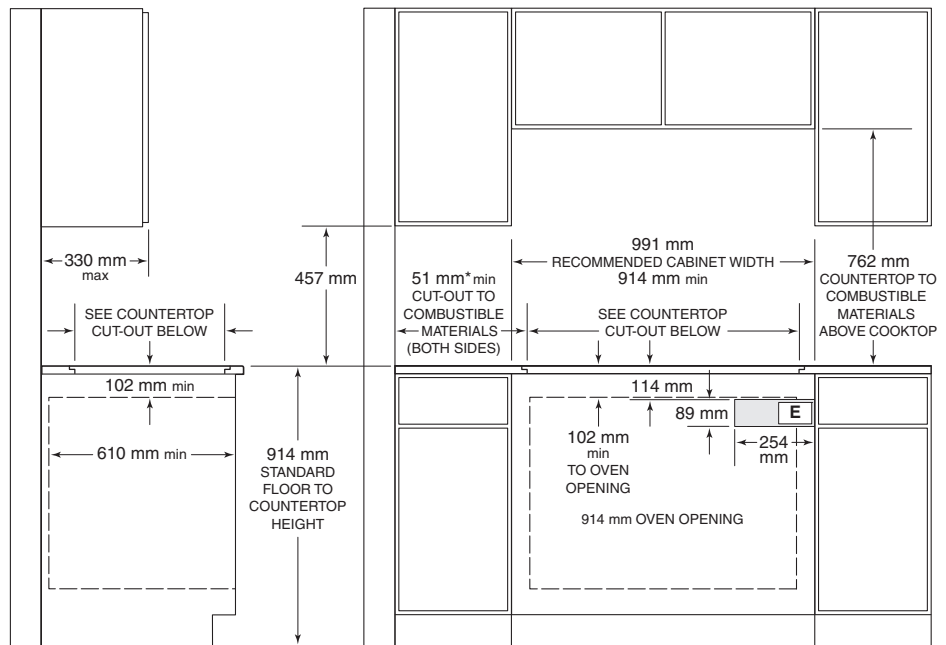 330 mm
max
SEE COUNTERTOP
CUT-OUT BELOW
102 mm min
610 mm min
457 mm
914 mm
STANDARD
FLOOR TO
COUNTERTOP
HEIGHT
51 mm* min
CUT-OUT TO
COMBUSTIBLE
MATERIALS
(BOTH SIDES)
991 mm
RECOMMENDED CABINET WIDTH
914 mm min
SEE COUNTERTOP
CUT-OUT BELOW
762 mm
COUNTERTOP TO
COMBUSTIBLE
MATERIALS
ABOVE COOKTOP
114 mm
89 mm
E
254
mm
102 mm
min
TO OVEN
OPENING
914 mm OVEN OPENING